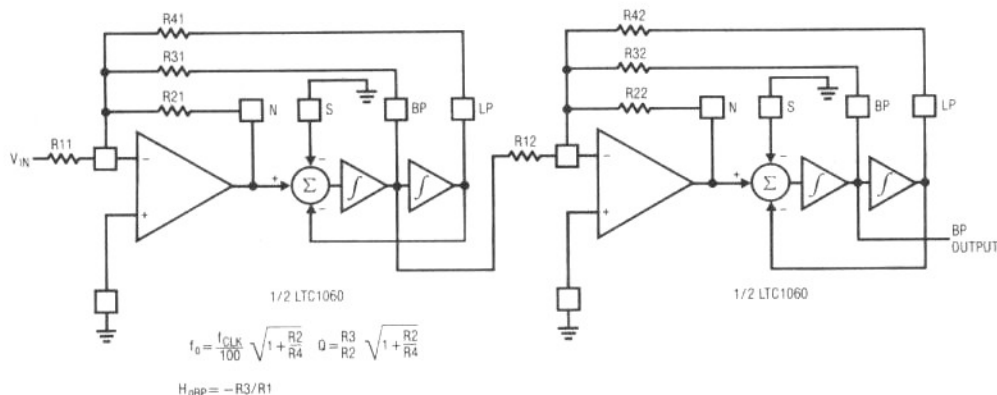 R41
R42
R31
R32
R21
N
S
BP
LP
R22
N
S
BP
LP
VIN
R11
−
+
+
Σ
−
−
∫
∫
R12
−
+
+
Σ
−
−
∫
∫
BP
OUTPUT
1/2 LTC1060
1/2 LTC1060
f0 = fCLK/100 √(1 + R2/R4) Q = R3/R2 √(1 + R2/R4)
H0BP = −R3/R1